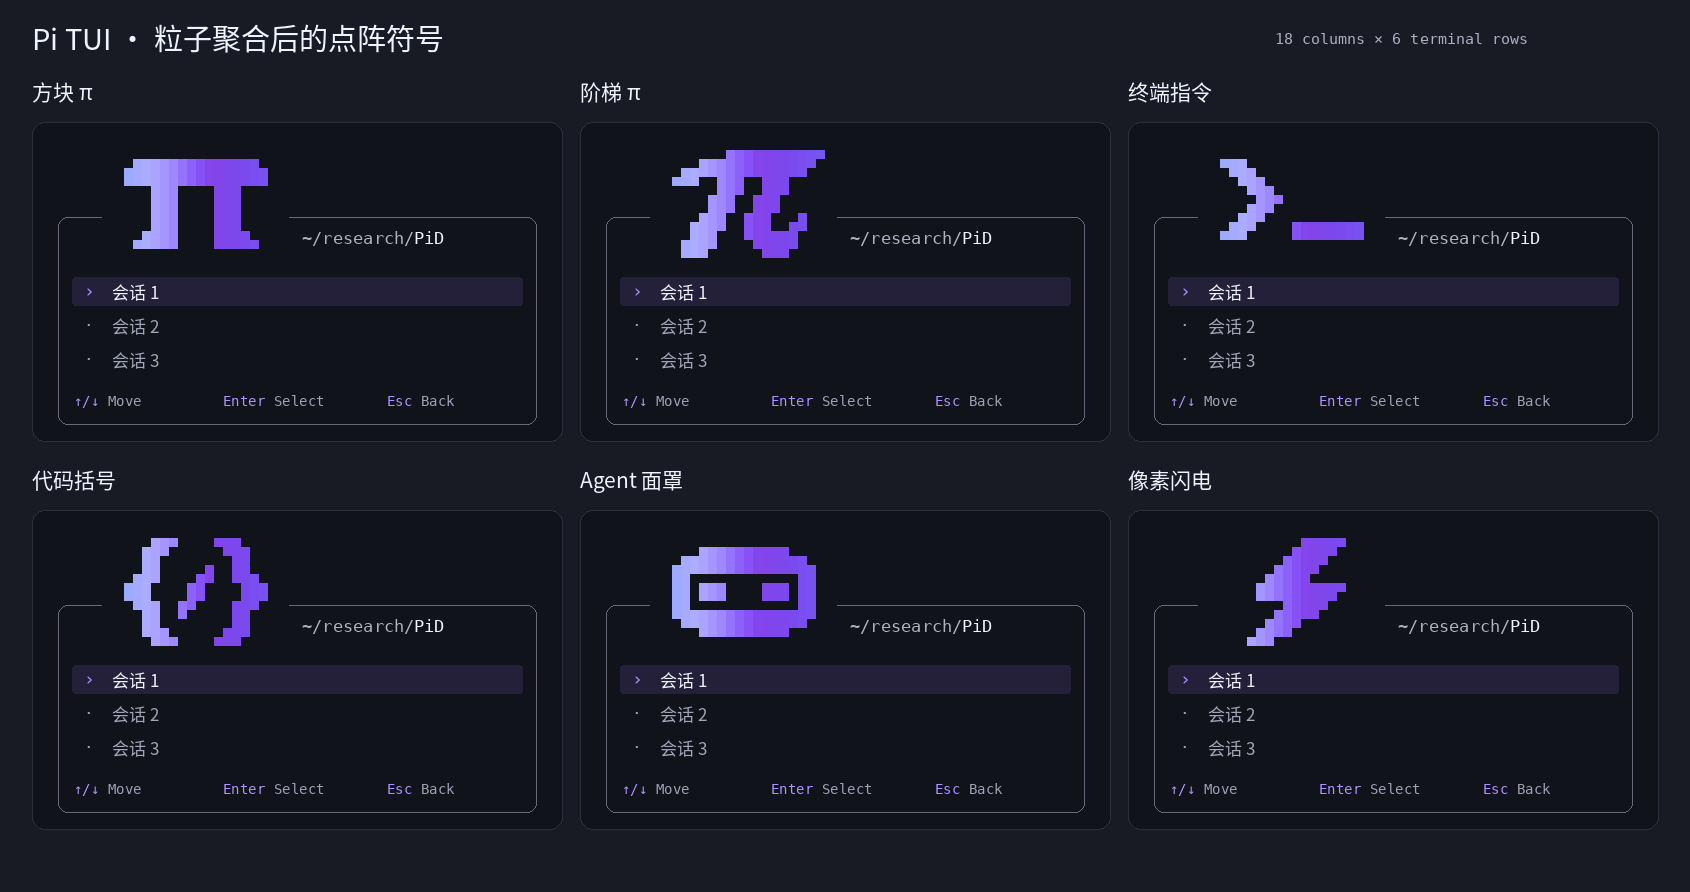 Pi TUI · 粒子聚合后的点阵符号
18 columns × 6 terminal rows
方块 π
~/research/PiD
› 会话 1
· 会话 2
· 会话 3
↑/↓ Move Enter Select Esc Back
阶梯 π
~/research/PiD
› 会话 1
· 会话 2
· 会话 3
↑/↓ Move Enter Select Esc Back
终端指令
~/research/PiD
› 会话 1
· 会话 2
· 会话 3
↑/↓ Move Enter Select Esc Back
代码括号
~/research/PiD
› 会话 1
· 会话 2
· 会话 3
↑/↓ Move Enter Select Esc Back
Agent 面罩
~/research/PiD
› 会话 1
· 会话 2
· 会话 3
↑/↓ Move Enter Select Esc Back
像素闪电
~/research/PiD
› 会话 1
· 会话 2
· 会话 3
↑/↓ Move Enter Select Esc Back